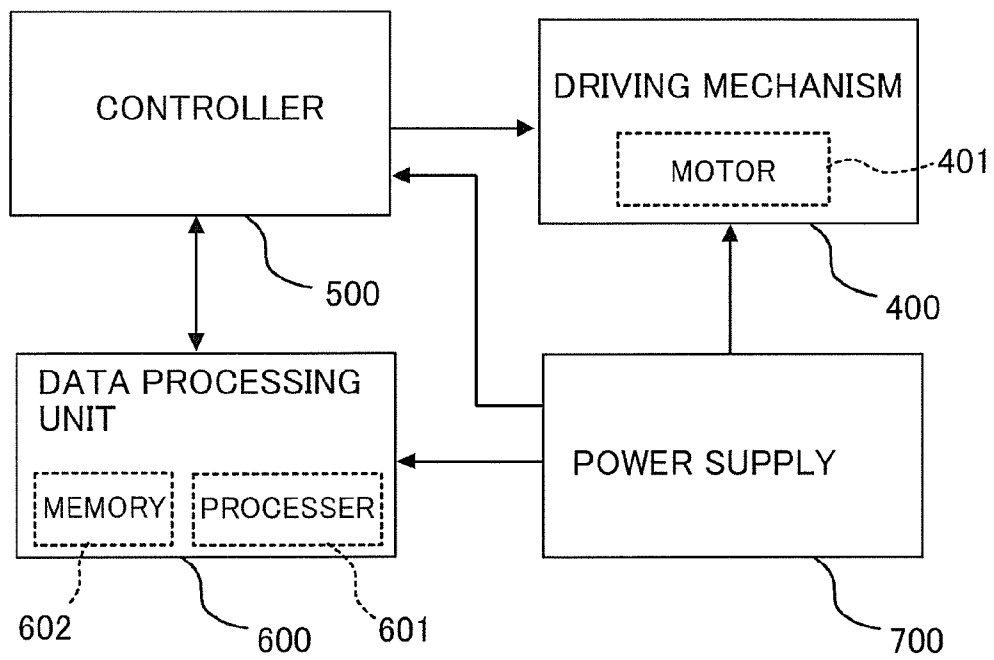 CONTROLLER
500
DRIVING MECHANISM
MOTOR
401
400
DATA PROCESSING
UNIT
MEMORY
PROCESSER
602
600
601
POWER SUPPLY
700